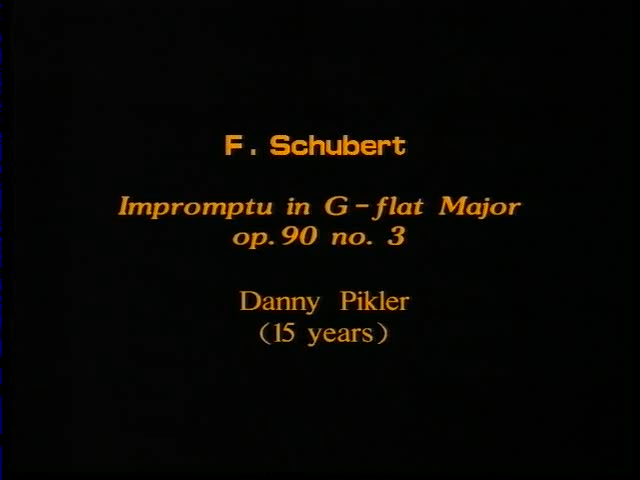 F. Schubert
Impromptu in G-flat Major
op. 90 no. 3
Danny Pikler
(15 years)